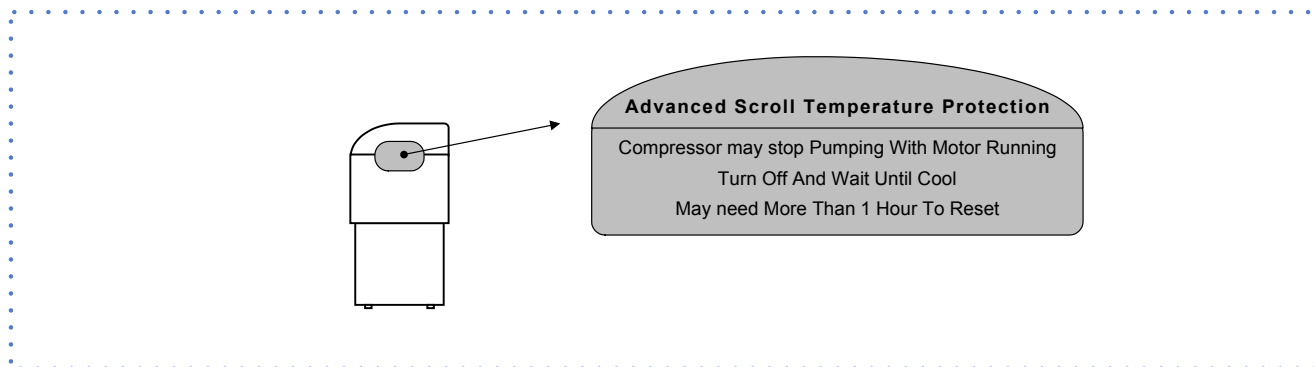 Advanced Scroll Temperature Protection
Compressor may stop Pumping With Motor Running
Turn Off And Wait Until Cool
May need More Than 1 Hour To Reset